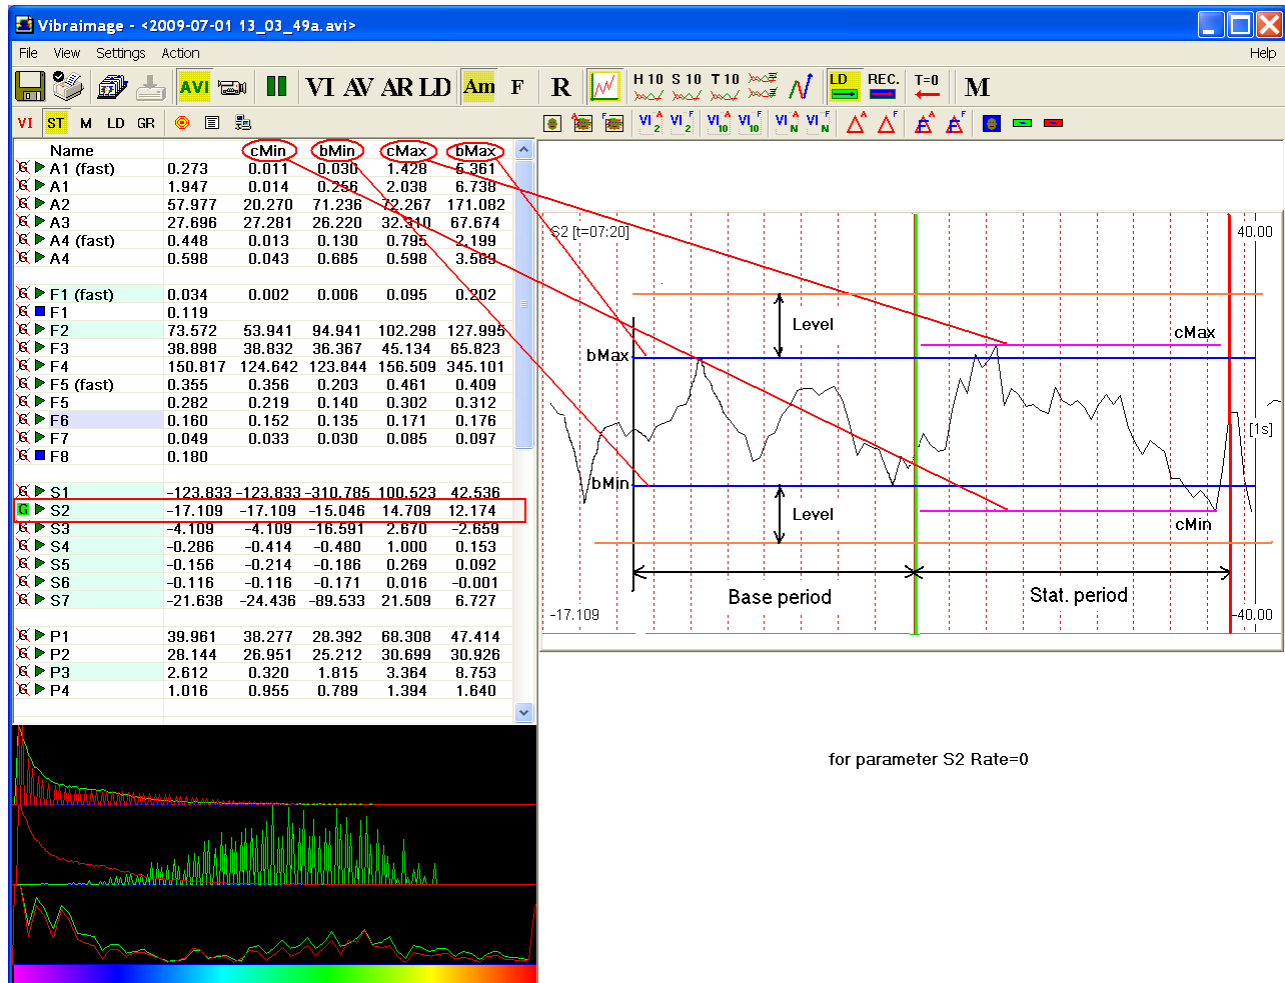 Vibraimage - <2009-07-01 13_03_49a.avi>
File View Settings Action Help
AVI VI AV AR LD Am F R H 10 S 10 T 10 LD REC. T=0 M
VI ST M LD GR VI 2 A VI 2 F VI 10 A VI 10 F VI N A VI N F A F E A E F
Name cMin bMin cMax bMax
G A1 (fast) 0.273 0.011 0.030 1.428 5.361
G A1 1.947 0.014 0.256 2.038 6.738
G A2 57.977 20.270 71.236 72.267 171.082
G A3 27.696 27.281 26.220 32.310 67.674
G A4 (fast) 0.448 0.013 0.130 0.795 2.199
G A4 0.598 0.043 0.685 0.598 3.589
G F1 (fast) 0.034 0.002 0.006 0.095 0.202
G F1 0.119
G F2 73.572 53.941 94.941 102.298 127.995
G F3 38.898 38.832 36.367 45.134 65.823
G F4 150.817 124.642 123.844 156.509 345.101
G F5 (fast) 0.355 0.356 0.203 0.461 0.409
G F5 0.282 0.219 0.140 0.302 0.312
G F6 0.160 0.152 0.135 0.171 0.176
G F7 0.049 0.033 0.030 0.085 0.097
G F8 0.180
G S1 -123.833 -123.833 -310.785 100.523 42.536
G S2 -17.109 -17.109 -15.046 14.709 12.174
G S3 -4.109 -4.109 -16.591 2.670 -2.659
G S4 -0.286 -0.414 -0.480 1.000 0.153
G S5 -0.156 -0.214 -0.186 0.269 0.092
G S6 -0.116 -0.116 -0.171 0.016 -0.001
G S7 -21.638 -24.436 -89.533 21.509 6.727
G P1 39.961 38.277 28.392 68.308 47.414
G P2 28.144 26.951 25.212 30.699 30.926
G P3 2.612 0.320 1.815 3.364 8.753
G P4 1.016 0.955 0.789 1.394 1.640
S2 [t=07:20] 40.00
Level
cMax
bMax
[1s]
bMin
Level
cMin
Base period Stat. period
-17.109 -40.00
for parameter S2 Rate=0